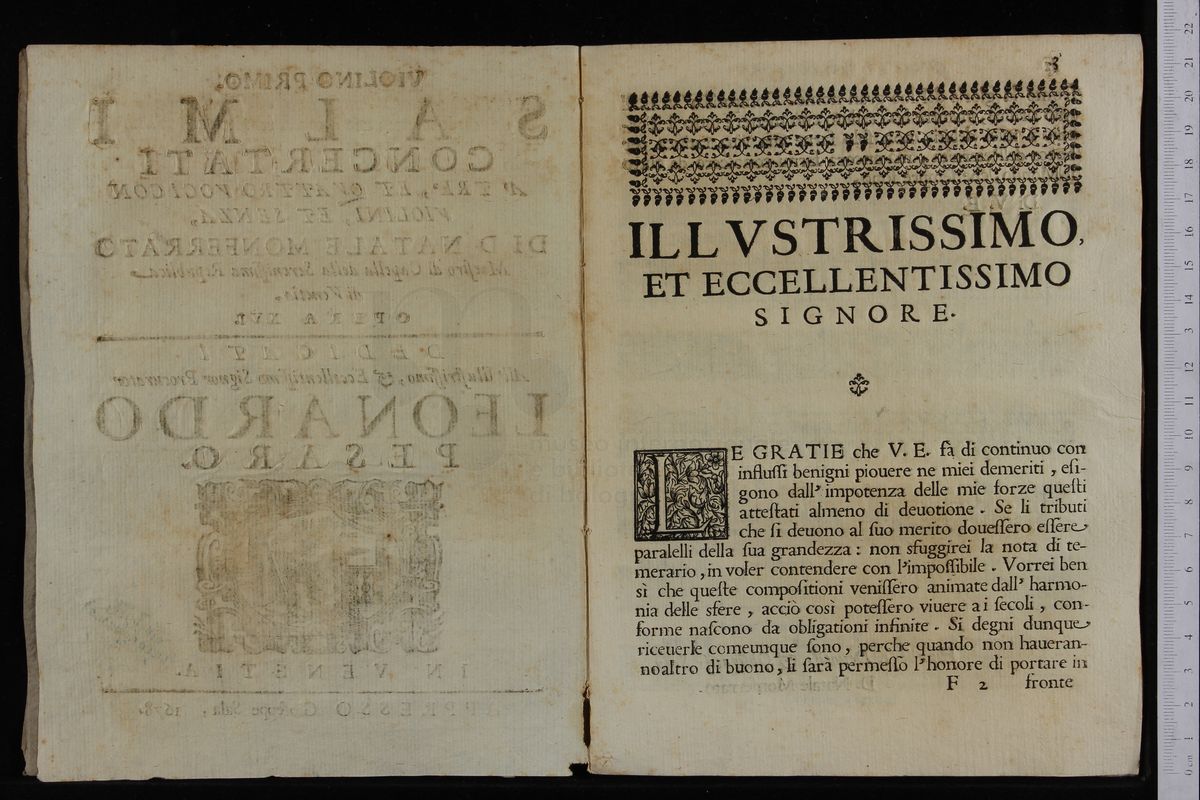 VIOLINO PRIMO.
SALMI
CONCERTATI
A TRE, ET QVATTRO VOCI CON
VIOLINI, ET SENZA,
DI D. NATALE MONFERRATO
Maestro di Capella della Serenissima Republica
di Venetia.
OPERA XVI.
DEDICATI
All' Illustrissimo, & Eccellentissimo Signor Procurator
LEONARDO
PESARO.
IN VENETIA.
APPRESSO Gioseppe Sala, 1678.
3
ILLVSTRISSIMO,
ET ECCELLENTISSIMO
SIGNORE.
LE GRATIE che V. E. fà di continuo con
influſſi benigni piouere ne miei demeriti, eſi-
gono dall' impotenza delle mie forze queſti
atteſtati almeno di deuotione. Se li tributi
che ſi deuono al ſuo merito doueſſero eſſere
paralelli della ſua grandezza: non sfuggirei la nota di te-
merario, in voler contendere con l'impoſſibile. Vorrei ben
sì che queſte compoſitioni veniſſero animate dall' harmo-
nia delle sfere, acciò così poteſſero viuere a i ſecoli, con-
forme naſcono da obligationi infinite. Si degni dunque
riceuerle comeunque ſono, perche quando non haueran-
no altro di buono, li ſarà permeſſo l'honore di portare in
F 2 fronte